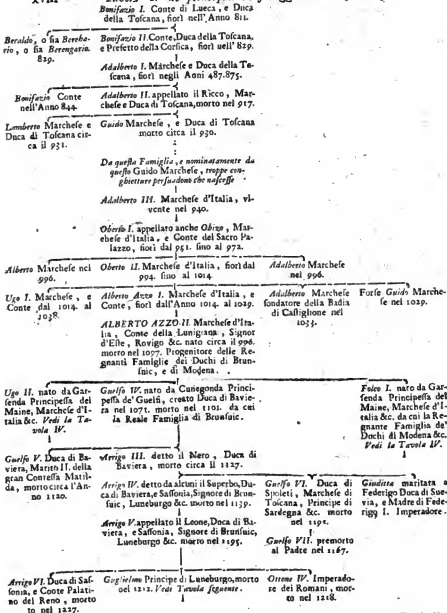 Bonifazio I. Conte di Lucca, e Duca
della Toscana, fiorì nell'Anno 811.
Beraldo, o sia Beren-
rio, o sia Berengario.
829.
Bonifazio II. Conte, Duca della Toscana,
e Prefetto della Corsica, fiorì nell' 829.
Adalberto I. Marchese e Duca della To-
scana, fiorì negli Anni 487.875.
Bonifazio Conte
nell'Anno 844.
Adalberto II. appellato il Ricco, Mar-
chese e Duca di Toscana, morto nel 917.
Lamberto Marchese e
Duca di Toscana cir-
ca il 931.
Guido Marchese, e Duca di Toscana
morto circa il 930.
Da questa Famiglia, e nominatamente da
questo Guido Marchese, troppe con-
ghietture persuadono che nascesse
Adalberto III. Marchese d'Italia, vi-
vente nel 940.
Oberto I. appellato anche Obizo, Mar-
chese d'Italia, e Conte del Sacro Pa-
lazzo, fiorì dal 951. fino al 972.
Alberto Marchese nel
996.
Oberto II. Marchese d'Italia, fiorì dal
994. fino al 1014.
Adalberto Marchese
nel 996.
Ugo I. Marchese, e
Conte dal 1014. al
1038.
Alberto Azzo I. Marchese d'Italia, e
Conte, fiorì dall'Anno 1014. al 1029.
Adalberto Marchese
fondatore della Badia
di Castiglione nel
1033.
Forse Guido Marche-
se nel 1029.
ALBERTO AZZO II. Marchese d'Ita-
lia, Conte della Lunigiana, Signor
d'Este, Rovigo &c. nato circa il 996.
morto nel 1097. Progenitore delle Re-
gnanti Famiglie dei Duchi di Brun-
suic, e di Modena.
Ugo II. nato da Gar-
senda Principessa del
Maine, Marchese d'I-
talia &c. Vedi la Ta-
vola IV.
Guelfo IV. nato da Cunegonda Princi-
pessa de' Guelfi, creato Duca di Bavie-
ra nel 1071. morto nel 1101. da cui
la Reale Famiglia di Brunsuic.
Folco I. nato da Gar-
senda Principessa del
Maine, Marchese d'I-
talia &c. da cui la Re-
gnante Famiglia de'
Duchi di Modena &c.
Vedi la Tavola IV.
Guelfo V. Duca di Ba-
viera, Marito II. della
gran Contessa Matil-
da, morto circa l'An-
no 1120.
Arrigo III. detto il Nero, Duca di
Baviera, morto circa il 1127.
Arrigo IV. detto da alcuni il Superbo, Du-
ca di Baviera, e Sassonia, Signore di Brun-
suic, Luneburgo &c. morto nel 1139.
Guelfo VI. Duca di
Spoleti, Marchese di
Toscana, Principe di
Sardegna &c. morto
nel 1191.
Giuditta maritata a
Federigo Duca di Sue-
via, e Madre di Fede-
rigo I. Imperadore.
Arrigo V. appellato il Leone, Duca di Ba-
viera, e Sassonia, Signore di Brunsuic,
Luneburgo &c. morto nel 1195.
Guelfo VII. premorto
al Padre nel 1167.
Arrigo VI. Duca di Sas-
sonia, e Conte Palati-
no del Reno, morto
nel 1227.
Guglielmo Principe di Luneburgo, morto
nel 1212. Vedi Tavola seguente.
Ottone IV. Imperado-
re dei Romani, mor-
to nel 1218.